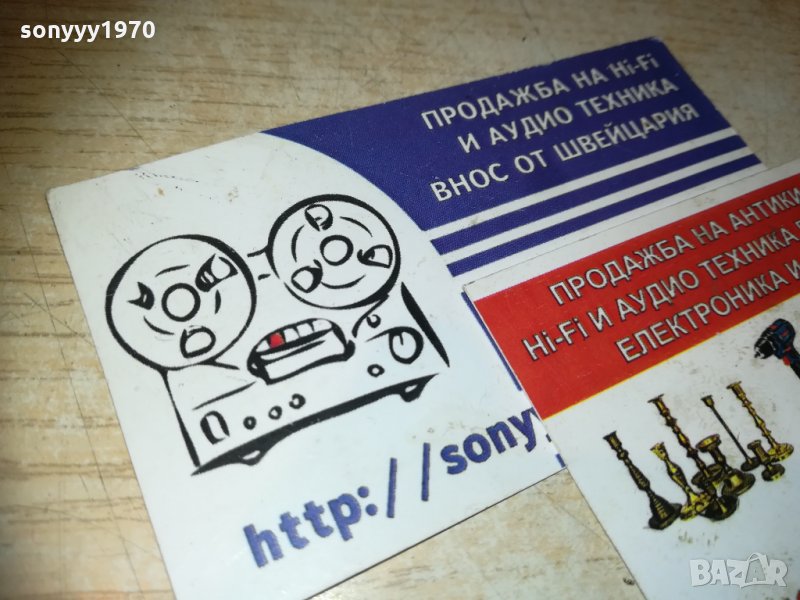 sonyyy1970
ПРОДАЖБА НА Hi-Fi
И АУДИО ТЕХНИКА
ВНОС ОТ ШВЕЙЦАРИЯ
http://sony
ПРОДАЖБА НА АНТИКИ
Hi-Fi И АУДИО ТЕХНИКА
ЕЛЕКТРОНИКА И
BAZAR